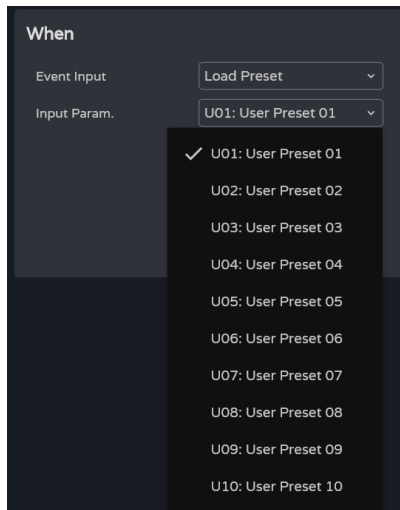 When
Event Input Load Preset
Input Param. U01: User Preset 01
U01: User Preset 01
U02: User Preset 02
U03: User Preset 03
U04: User Preset 04
U05: User Preset 05
U06: User Preset 06
U07: User Preset 07
U08: User Preset 08
U09: User Preset 09
U10: User Preset 10